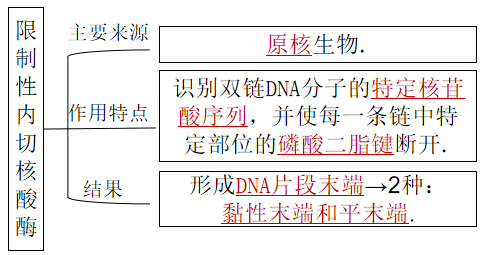 限制性内切核酸酶
主要来源
原核生物.
作用特点
识别双链DNA分子的特定核苷
酸序列，并使每一条链中特
定部位的磷酸二脂键断开.
结果
形成DNA片段末端→2种：
黏性末端和平末端.